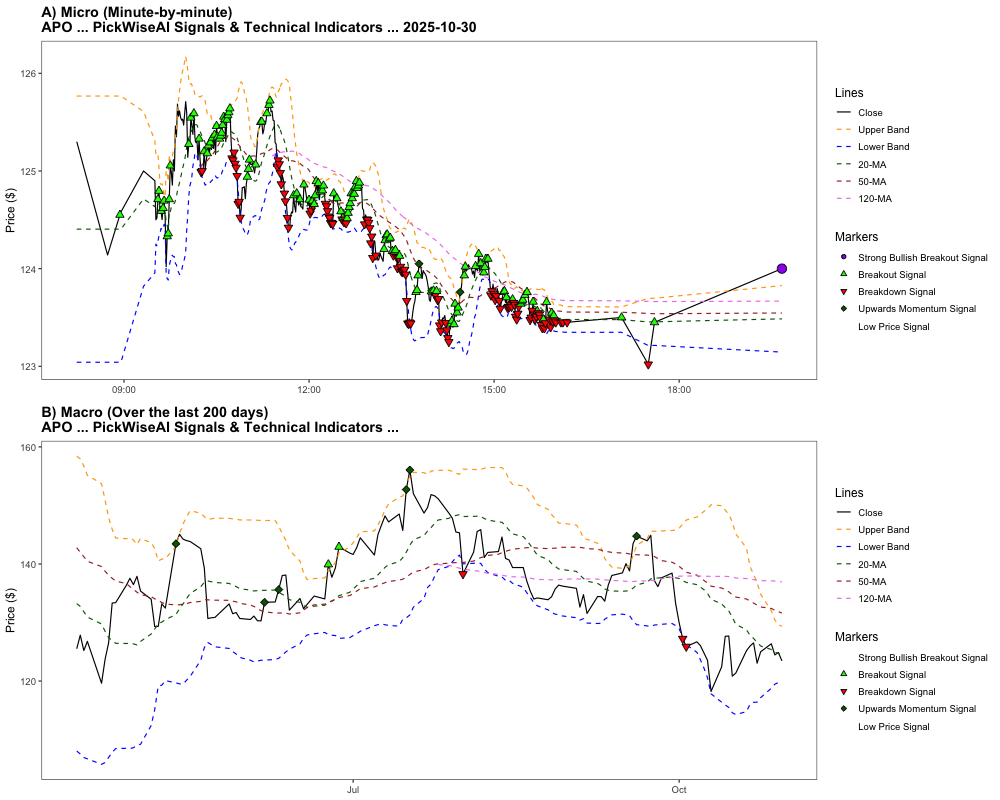 A) Micro (Minute-by-minute)
APO ... PickWiseAI Signals & Technical Indicators ... 2025-10-30
126
125
124
123
Price ($)
09:00
12:00
15:00
18:00
Lines
Close
Upper Band
Lower Band
20-MA
50-MA
120-MA
Markers
Strong Bullish Breakout Signal
Breakout Signal
Breakdown Signal
Upwards Momentum Signal
Low Price Signal
B) Macro (Over the last 200 days)
APO ... PickWiseAI Signals & Technical Indicators ...
160
140
120
Price ($)
Jul
Oct
Lines
Close
Upper Band
Lower Band
20-MA
50-MA
120-MA
Markers
Strong Bullish Breakout Signal
Breakout Signal
Breakdown Signal
Upwards Momentum Signal
Low Price Signal